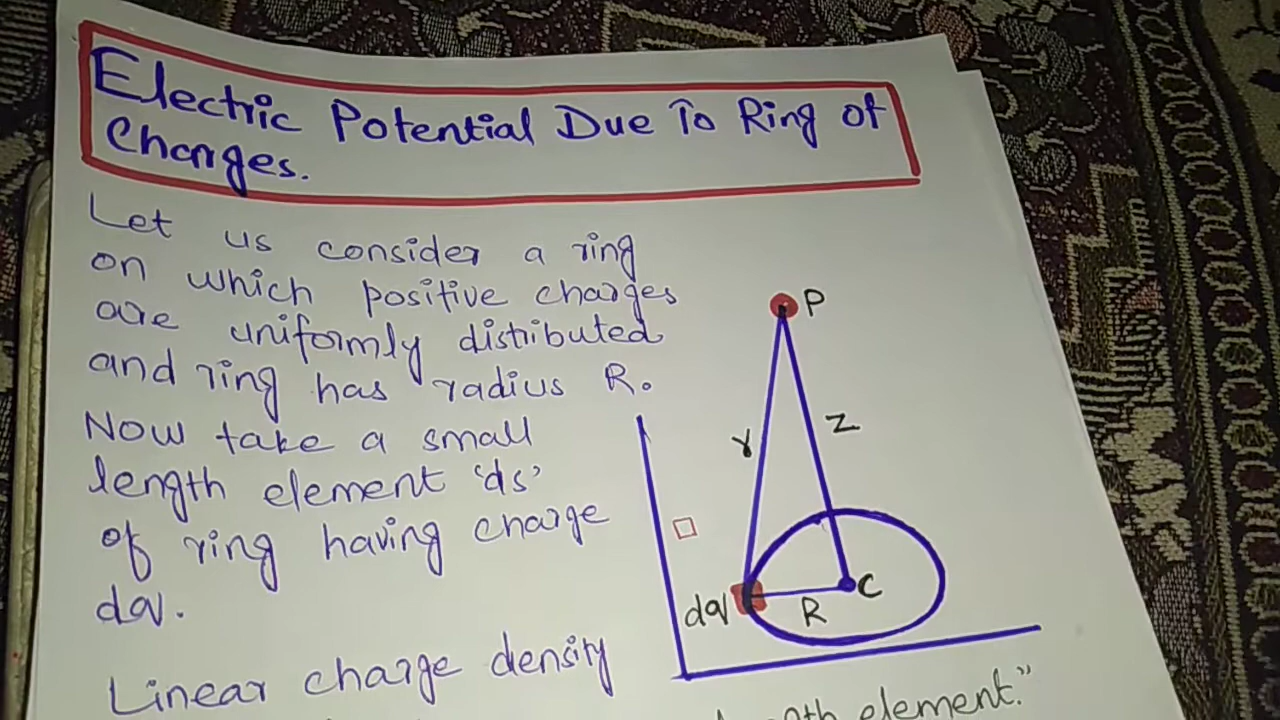 Electric Potential Due To Ring of
Charges.
Let us consider a ring
on which positive charges
are uniformly distributed
and ring has radius R.
Now take a small
length element 'ds'
of ring having charge
dq.
Linear charge density
P
r
z
dq
R
C
length element."